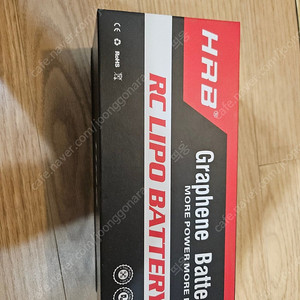 HRB
Graphene Batte
MORE POWER MORE
RC LIPO BATTERY
CE RoHS
cafe.naver.com/joonggonara